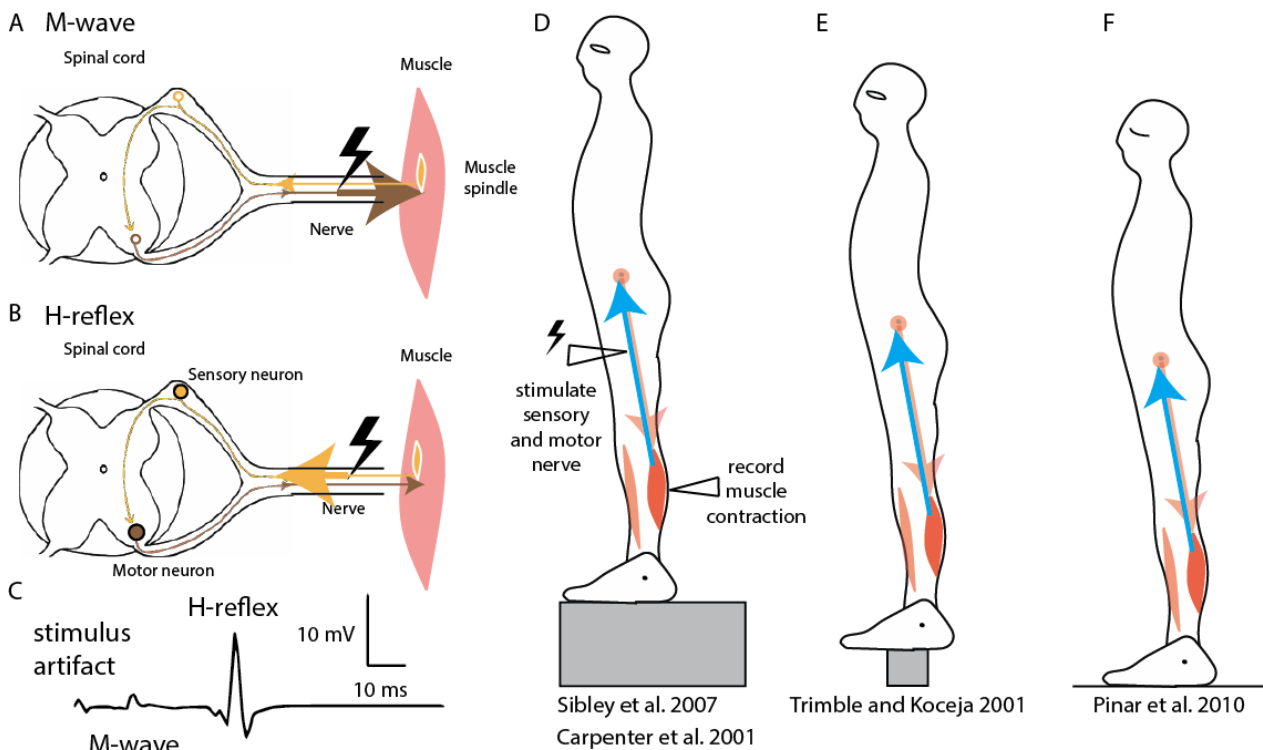 A M-wave
Spinal cord
Muscle
Muscle
spindle
Nerve
B H-reflex
Spinal cord
Sensory neuron
Muscle
Nerve
Motor neuron
C
H-reflex
stimulus
artifact
10 mV
10 ms
M-wave
D
stimulate
sensory
and motor
nerve
record
muscle
contraction
Sibley et al. 2007
Carpenter et al. 2001
E
Trimble and Koceja 2001
F
Pinar et al. 2010